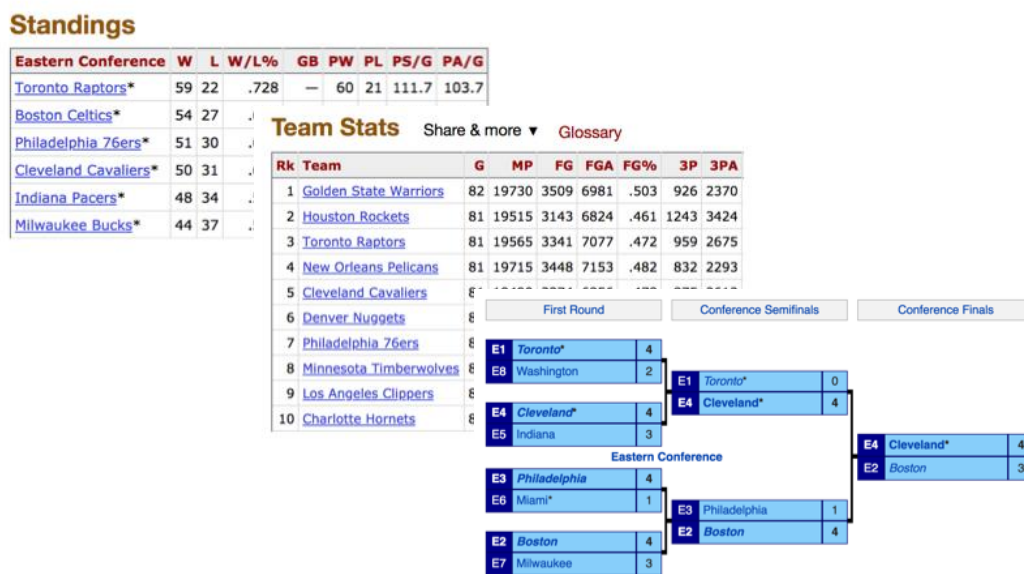 Standings
Eastern Conference W L W/L% GB PW PL PS/G PA/G
Toronto Raptors* 59 22 .728 — 60 21 111.7 103.7
Boston Celtics* 54 27
Philadelphia 76ers* 51 30
Cleveland Cavaliers* 50 31
Indiana Pacers* 48 34
Milwaukee Bucks* 44 37
Team Stats Share & more ▼ Glossary
Rk Team G MP FG FGA FG% 3P 3PA
1 Golden State Warriors 82 19730 3509 6981 .503 926 2370
2 Houston Rockets 81 19515 3143 6824 .461 1243 3424
3 Toronto Raptors 81 19565 3341 7077 .472 959 2675
4 New Orleans Pelicans 81 19715 3448 7153 .482 832 2293
5 Cleveland Cavaliers
6 Denver Nuggets
7 Philadelphia 76ers
8 Minnesota Timberwolves
9 Los Angeles Clippers
10 Charlotte Hornets
First Round Conference Semifinals Conference Finals
E1 Toronto* 4
E8 Washington 2
E1 Toronto* 0
E4 Cleveland* 4
E4 Cleveland* 4
E5 Indiana 3
E4 Cleveland* 4
E2 Boston 3
Eastern Conference
E3 Philadelphia 4
E6 Miami* 1
E3 Philadelphia 1
E2 Boston 4
E2 Boston 4
E7 Milwaukee 3